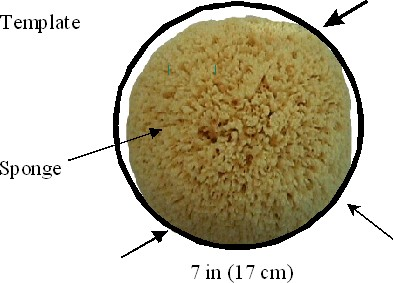 Template
Sponge
7 in (17 cm)